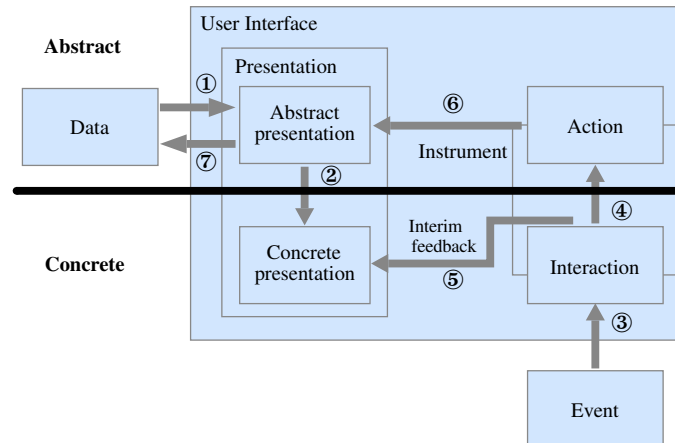 User Interface
Abstract
Presentation
①
Data
Abstract
presentation
⑥
Action
⑦
Instrument
②
④
Interim
feedback
Concrete
Concrete
presentation
⑤
Interaction
③
Event